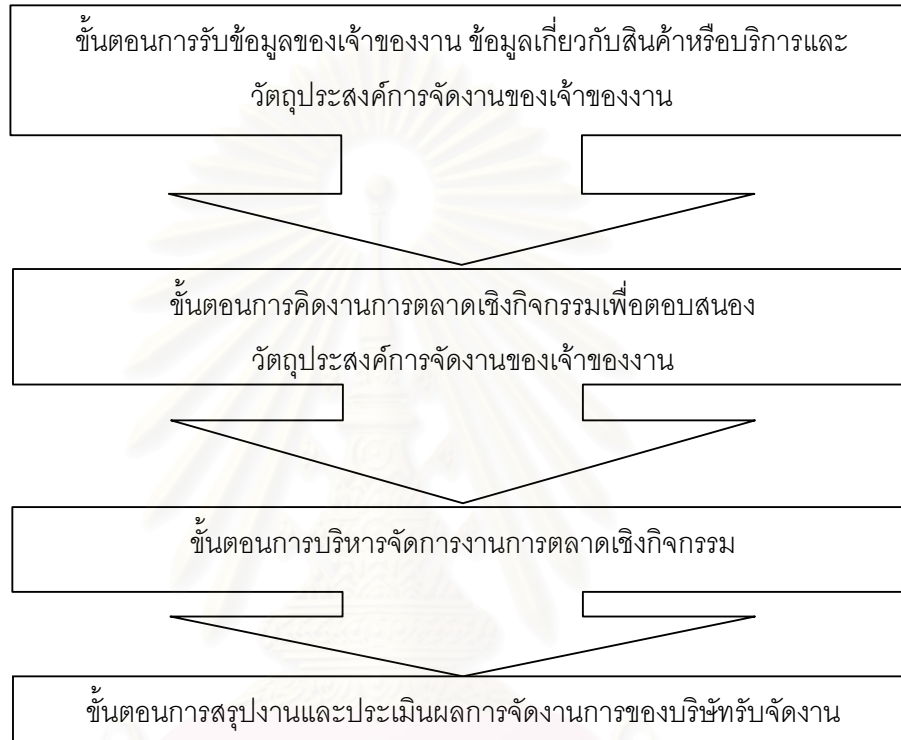 ขั้นตอนการรับข้อมูลของเจ้าของงาน ข้อมูลเกี่ยวกับสินค้าหรือบริการและ
วัตถุประสงค์การจัดงานของเจ้าของงาน
ขั้นตอนการคิดงานการตลาดเชิงกิจกรรมเพื่อตอบสนอง
วัตถุประสงค์การจัดงานของเจ้าของงาน
ขั้นตอนการบริหารจัดการงานการตลาดเชิงกิจกรรม
ขั้นตอนการสรุปงานและประเมินผลการจัดงานการของบริษัทรับจัดงาน